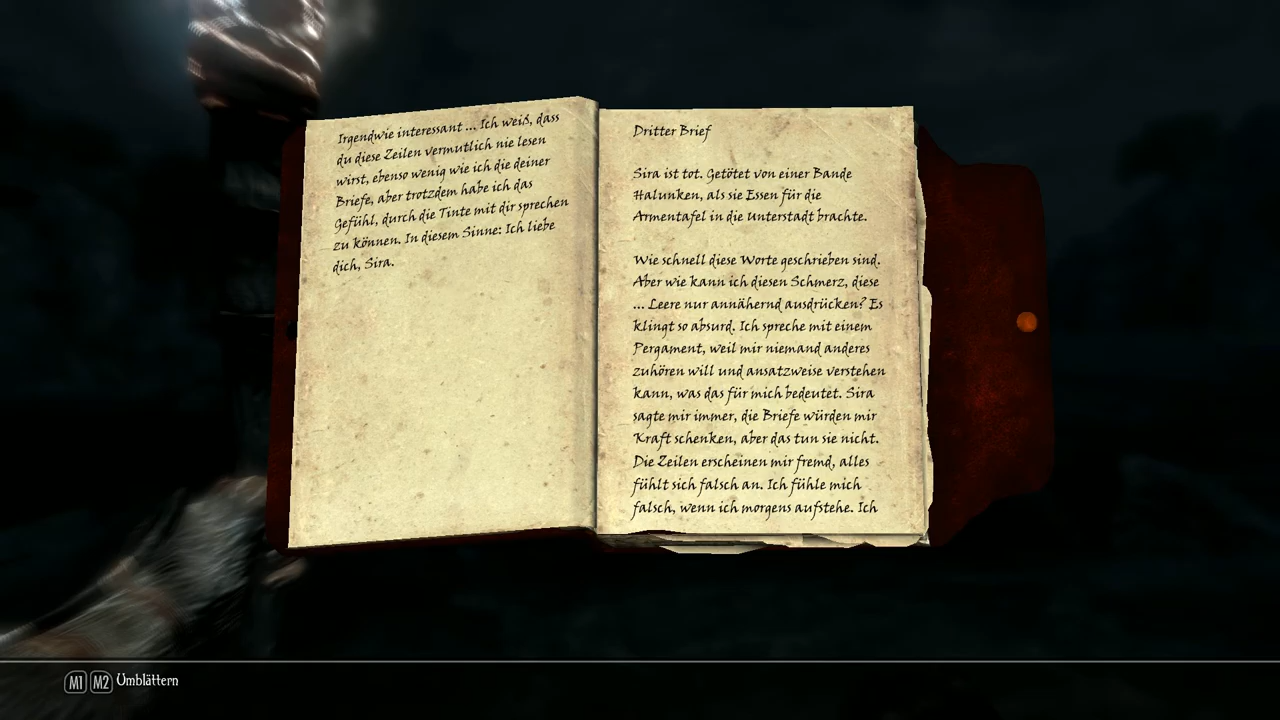 Irgendwie interessant ... Ich weiß, dass
du diese Zeilen vermutlich nie lesen
wirst, ebenso wenig wie ich die deiner
Briefe, aber trotzdem habe ich das
Gefühl, durch die Tinte mit dir sprechen
zu können. In diesem Sinne: Ich liebe
dich, Sira.
Dritter Brief
Sira ist tot. Getötet von einer Bande
Halunken, als sie Essen für die
Armentafel in die Unterstadt brachte.
Wie schnell diese Worte geschrieben sind.
Aber wie kann ich diesen Schmerz, diese
... Leere nur annähernd ausdrücken? Es
klingt so absurd. Ich spreche mit einem
Pergament, weil mir niemand anderes
zuhören will und ansatzweise verstehen
kann, was das für mich bedeutet. Sira
sagte mir immer, die Briefe würden mir
Kraft schenken, aber das tun sie nicht.
Die Zeilen erscheinen mir fremd, alles
fühlt sich falsch an. Ich fühle mich
falsch, wenn ich morgens aufstehe. Ich
M1 M2 Umblättern